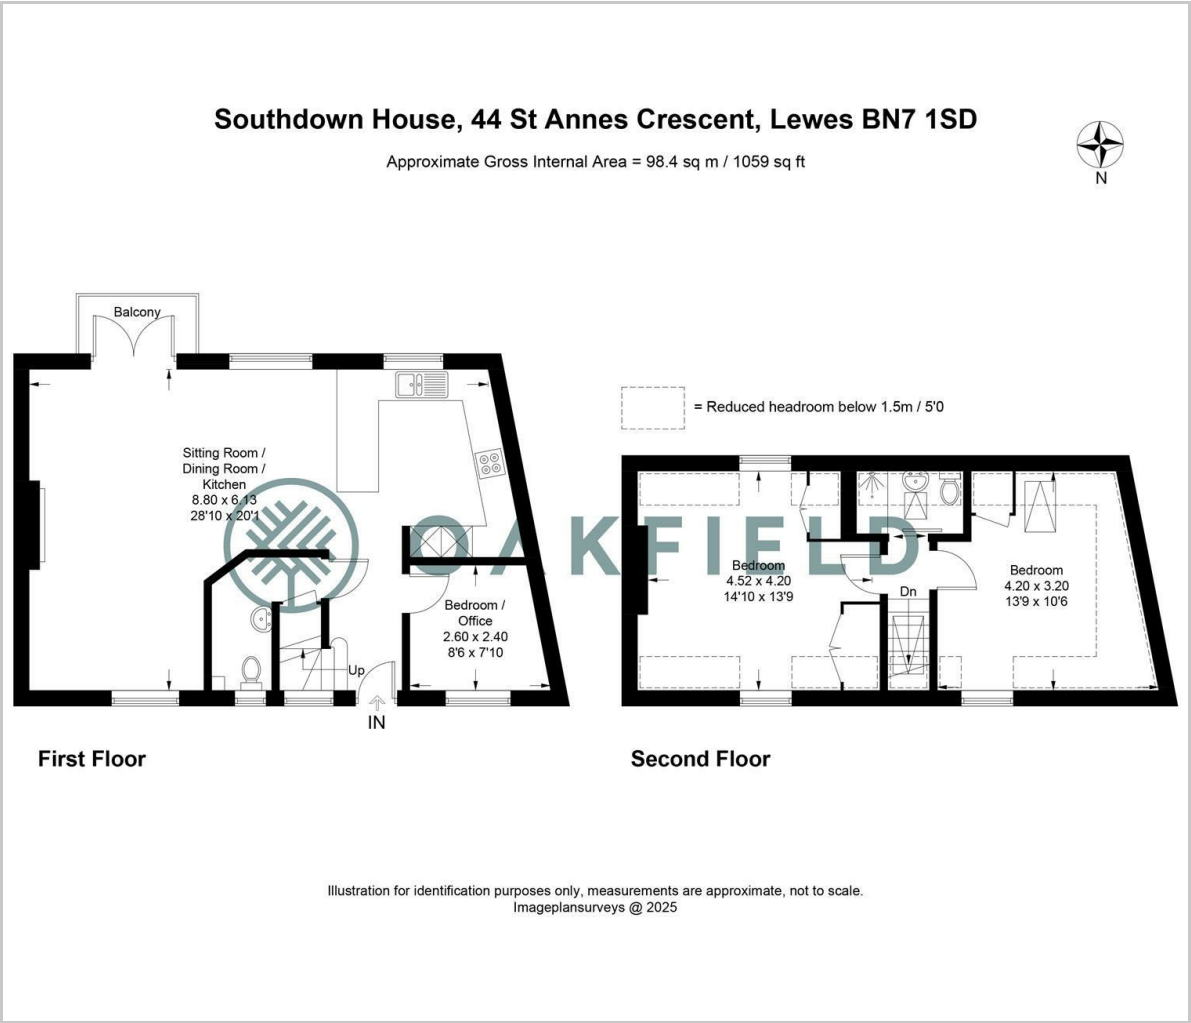 Southdown House, 44 St Annes Crescent, Lewes BN7 1SD
Approximate Gross Internal Area = 98.4 sq m / 1059 sq ft
N
Balcony
Sitting Room /
Dining Room /
Kitchen
8.80 x 6.13
28'10 x 20'1
Bedroom /
Office
2.60 x 2.40
8'6 x 7'10
Up
IN
First Floor
= Reduced headroom below 1.5m / 5'0
Bedroom
4.52 x 4.20
14'10 x 13'9
Dn
Bedroom
4.20 x 3.20
13'9 x 10'6
Second Floor
OAKFIELD
Illustration for identification purposes only, measurements are approximate, not to scale.
Imageplansurveys @ 2025